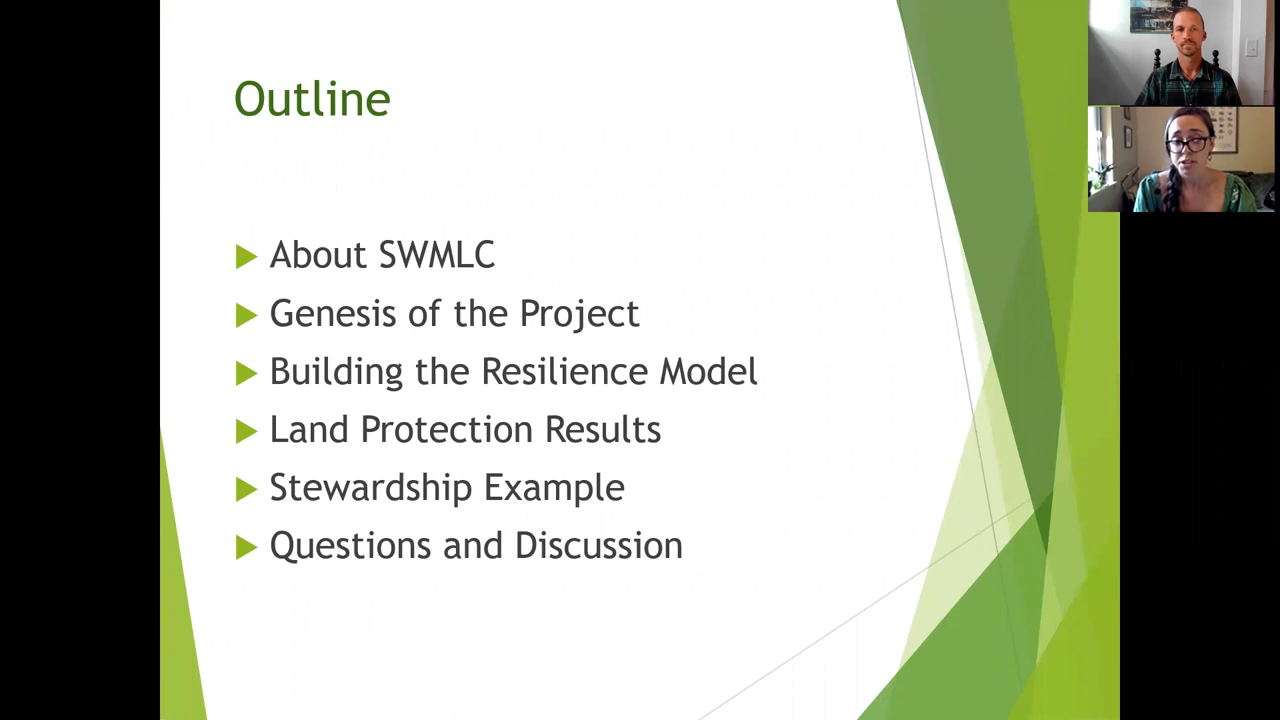 Outline
About SWMLC
Genesis of the Project
Building the Resilience Model
Land Protection Results
Stewardship Example
Questions and Discussion